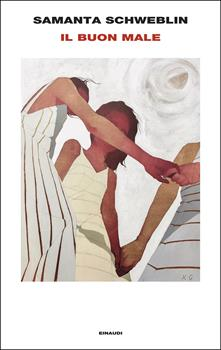 SAMANTA SCHWEBLIN
IL BUON MALE
K G
EINAUDI